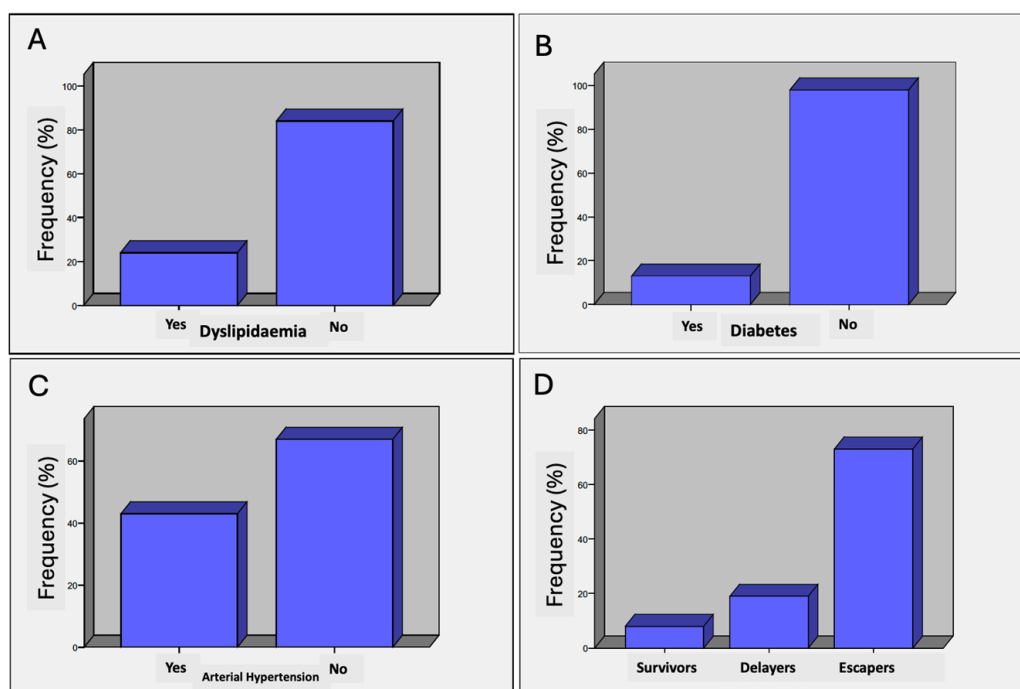 A
Frequency (%)
100
80
60
40
20
0
Yes
Dyslipidaemia
No
B
Frequency (%)
100
80
60
40
20
0
Yes
Diabetes
No
C
Frequency (%)
60
40
20
0
Yes
Arterial Hypertension
No
D
Frequency (%)
80
60
40
20
0
Survivors
Delayers
Escapers